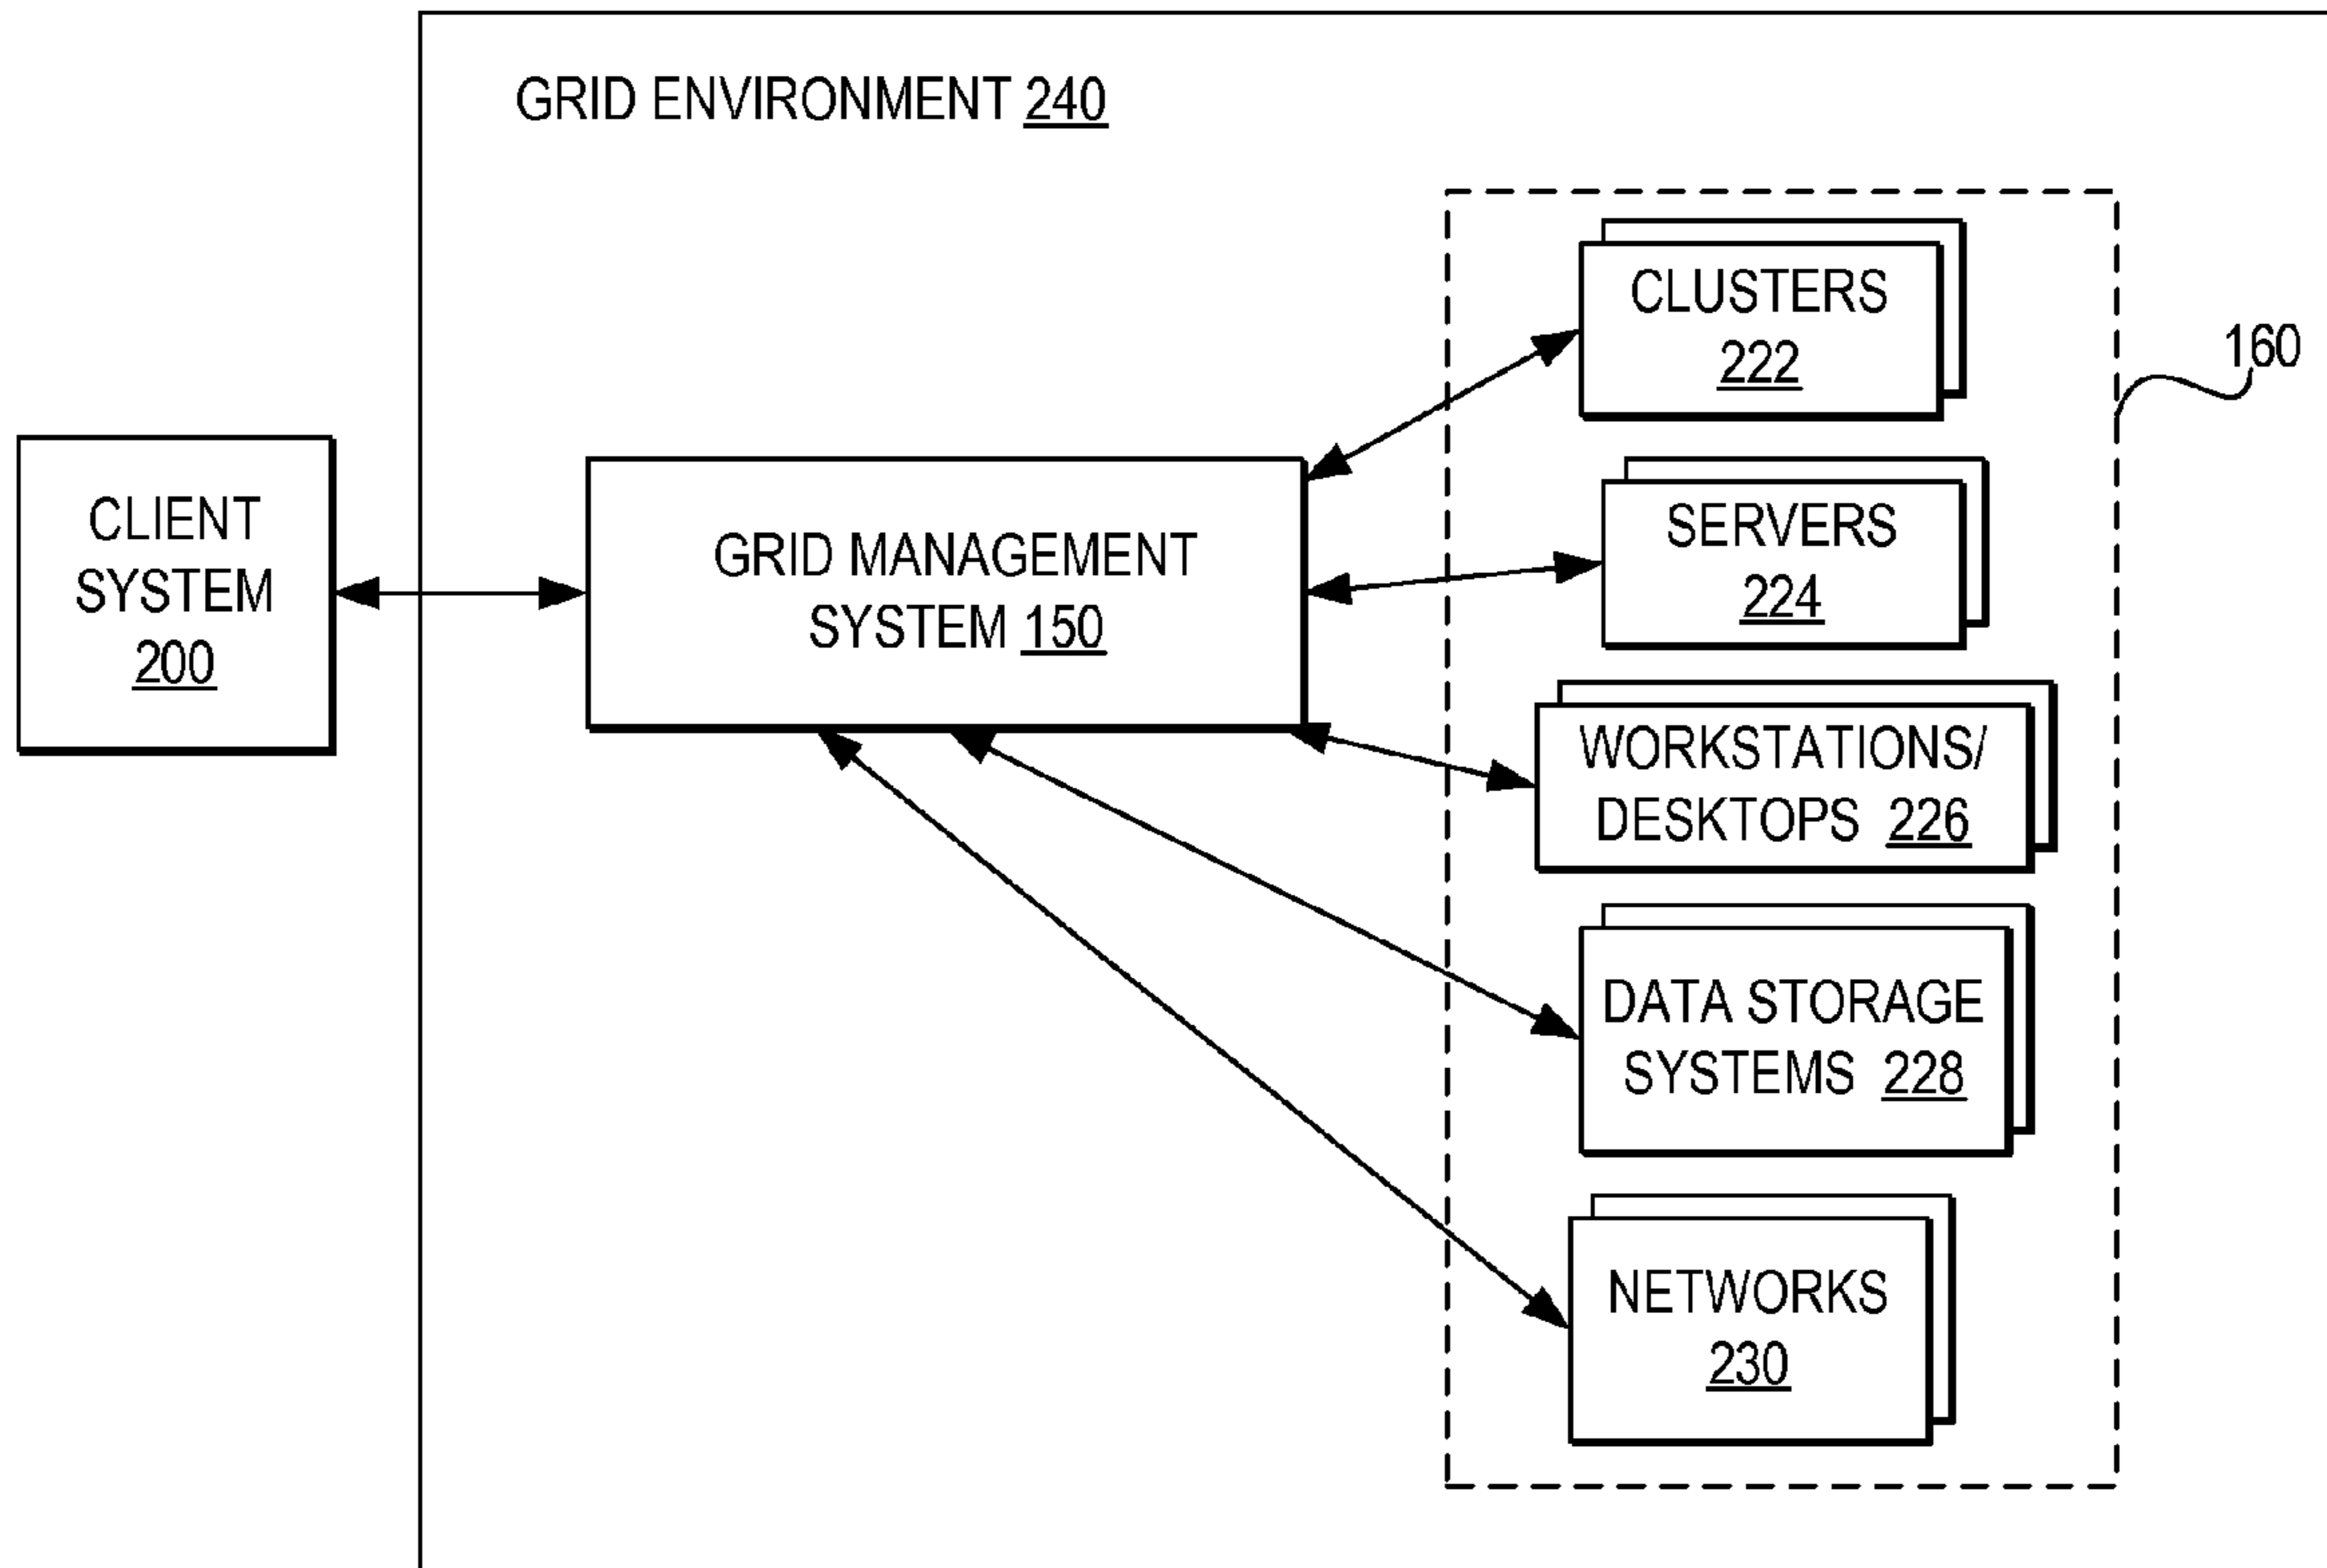 GRID ENVIRONMENT 240
CLUSTERS
222
160
CLIENT
SYSTEM
200
GRID MANAGEMENT
SYSTEM 150
SERVERS
224
WORKSTATIONS/
DESKTOPS 226
DATA STORAGE
SYSTEMS 228
NETWORKS
230